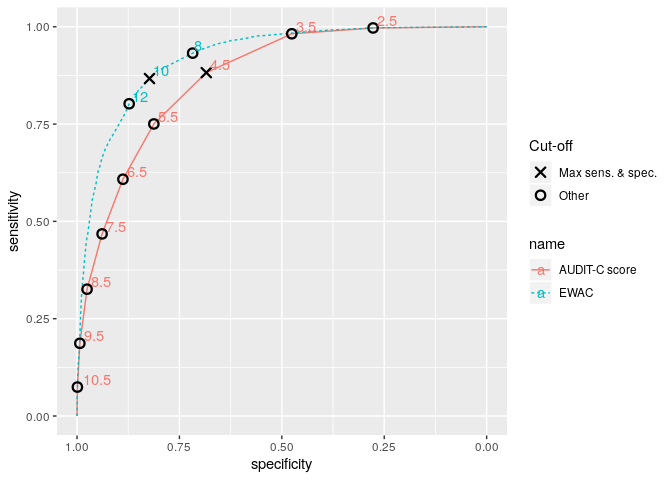 1.00
0.75
0.50
0.25
0.00
sensitivity
2.5
3.5
8
4.5
10
12
5.5
6.5
7.5
8.5
9.5
10.5
1.00
0.75
0.50
0.25
0.00
specificity
Cut-off
Max sens. & spec.
Other
name
a AUDIT-C score
a EWAC